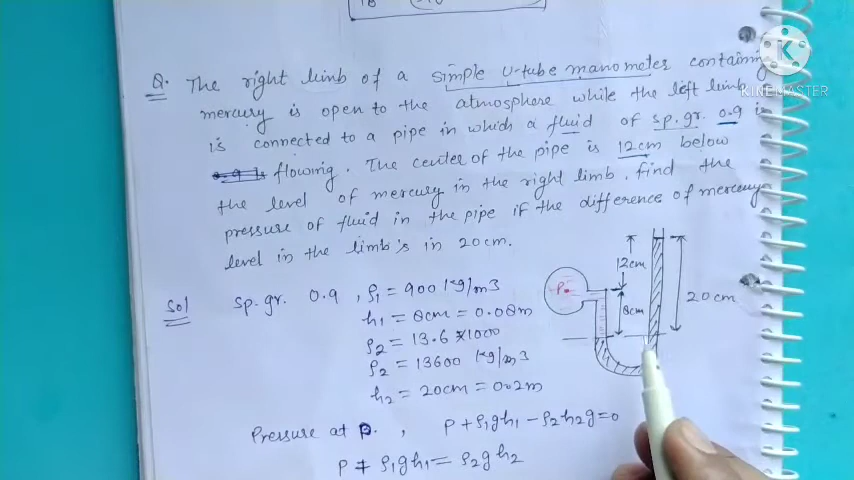 Q. The right limb of a simple U-tube manometer containing
mercury is open to the atmosphere while the left limb
is connected to a pipe in which a fluid of sp.gr. 0.9 is
flowing. The center of the pipe is 12cm below
the level of mercury in the right limb. find the
pressure of fluid in the pipe if the difference of mercury
level in the limb's is in 20cm.
Sol
Sp.gr. 0.9, ρ1 = 900 kg/m3
h1 = 8cm = 0.08m
ρ2 = 13.6 × 1000
ρ2 = 13600 kg/m3
h2 = 20cm = 0.2m
P
12cm
8cm
20cm
Pressure at P. , P + ρ1gh1 - ρ2h2g = 0
P + ρ1gh1 = ρ2gh2
KINEMASTER